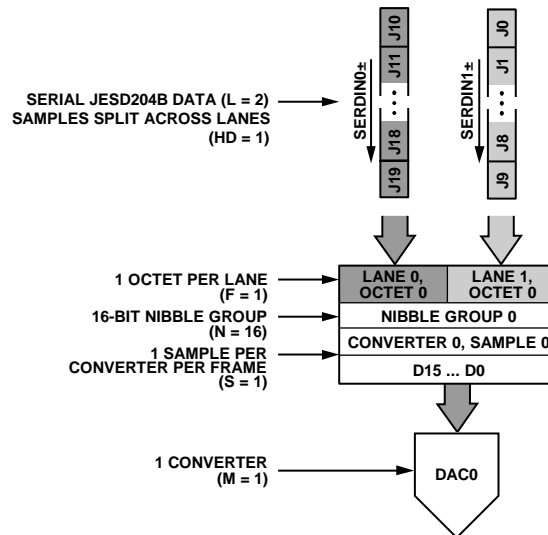 J10
J11
J18
J19
SERDIN0±
J0
J1
J8
J9
SERDIN1±
SERIAL JESD204B DATA (L = 2)
SAMPLES SPLIT ACROSS LANES
(HD = 1)
1 OCTET PER LANE
(F = 1)
LANE 0,
OCTET 0
LANE 1,
OCTET 0
16-BIT NIBBLE GROUP
(N = 16)
NIBBLE GROUP 0
1 SAMPLE PER
CONVERTER PER FRAME
(S = 1)
CONVERTER 0, SAMPLE 0
D15 ... D0
1 CONVERTER
(M = 1)
DAC0